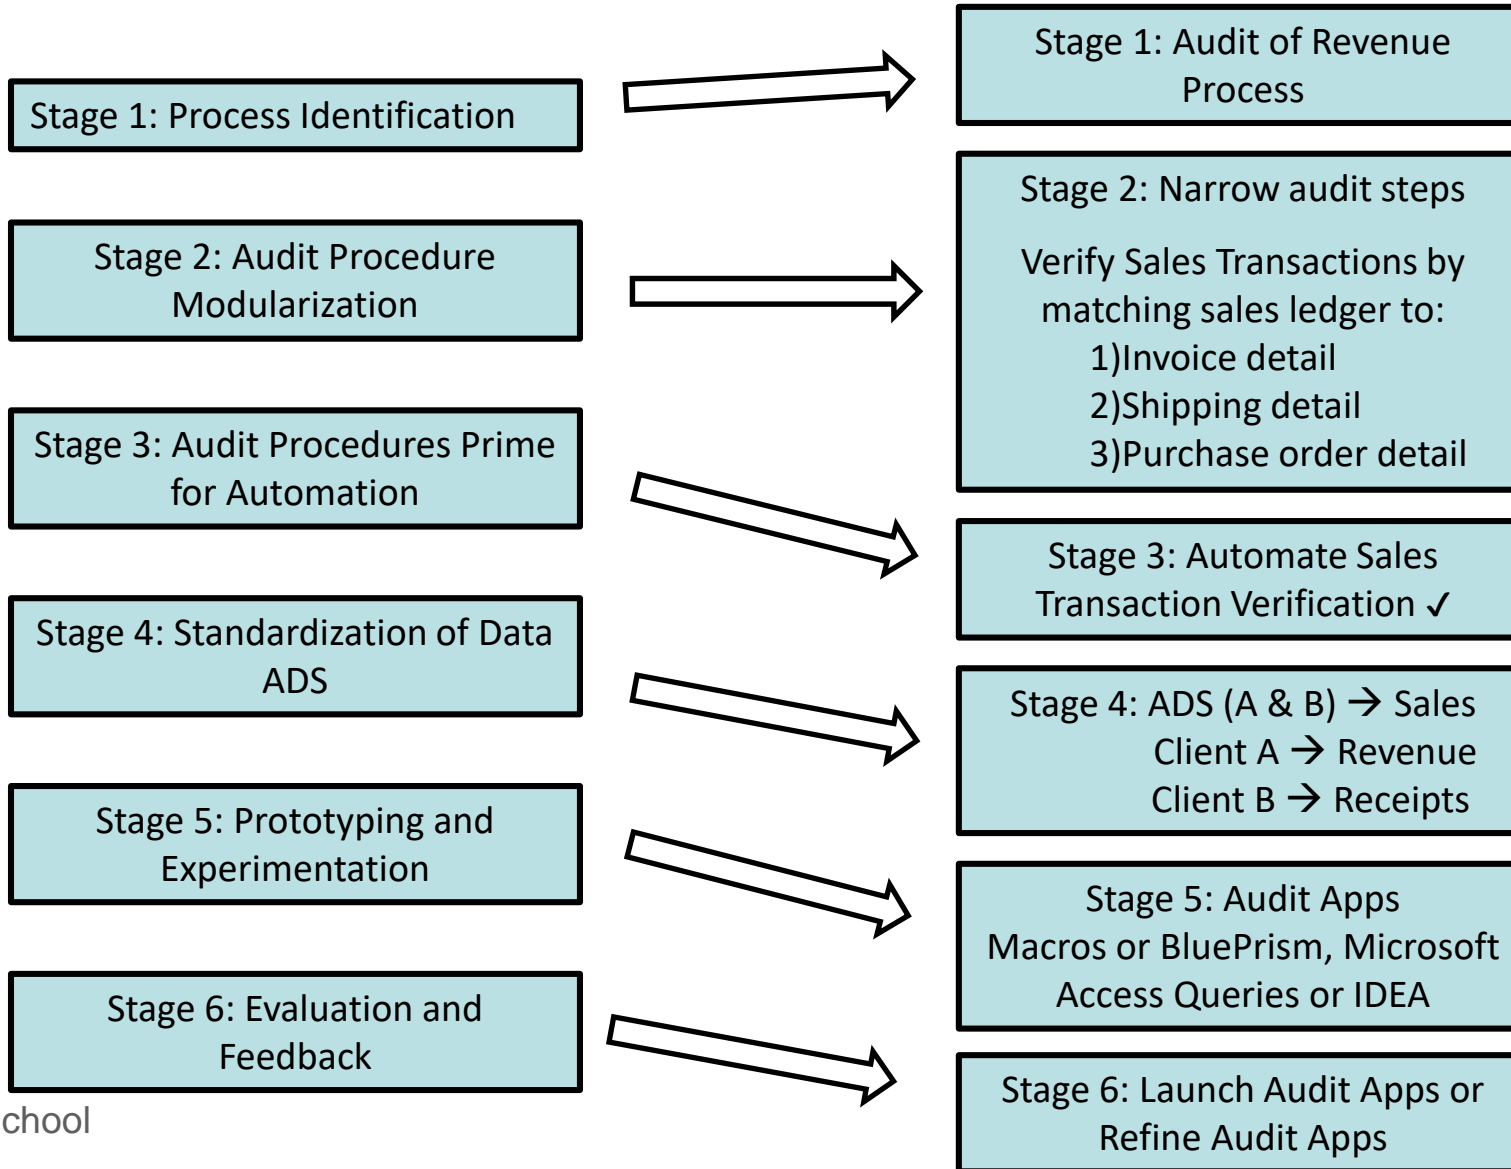 Stage 1: Process Identification
Stage 2: Audit Procedure
Modularization
Stage 3: Audit Procedures Prime
for Automation
Stage 4: Standardization of Data
ADS
Stage 5: Prototyping and
Experimentation
Stage 6: Evaluation and
Feedback
chool
Stage 1: Audit of Revenue
Process
Stage 2: Narrow audit steps
Verify Sales Transactions by
matching sales ledger to:
1)Invoice detail
2)Shipping detail
3)Purchase order detail
Stage 3: Automate Sales
Transaction Verification ✓
Stage 4: ADS (A & B) → Sales
Client A → Revenue
Client B → Receipts
Stage 5: Audit Apps
Macros or BluePrism, Microsoft
Access Queries or IDEA
Stage 6: Launch Audit Apps or
Refine Audit Apps